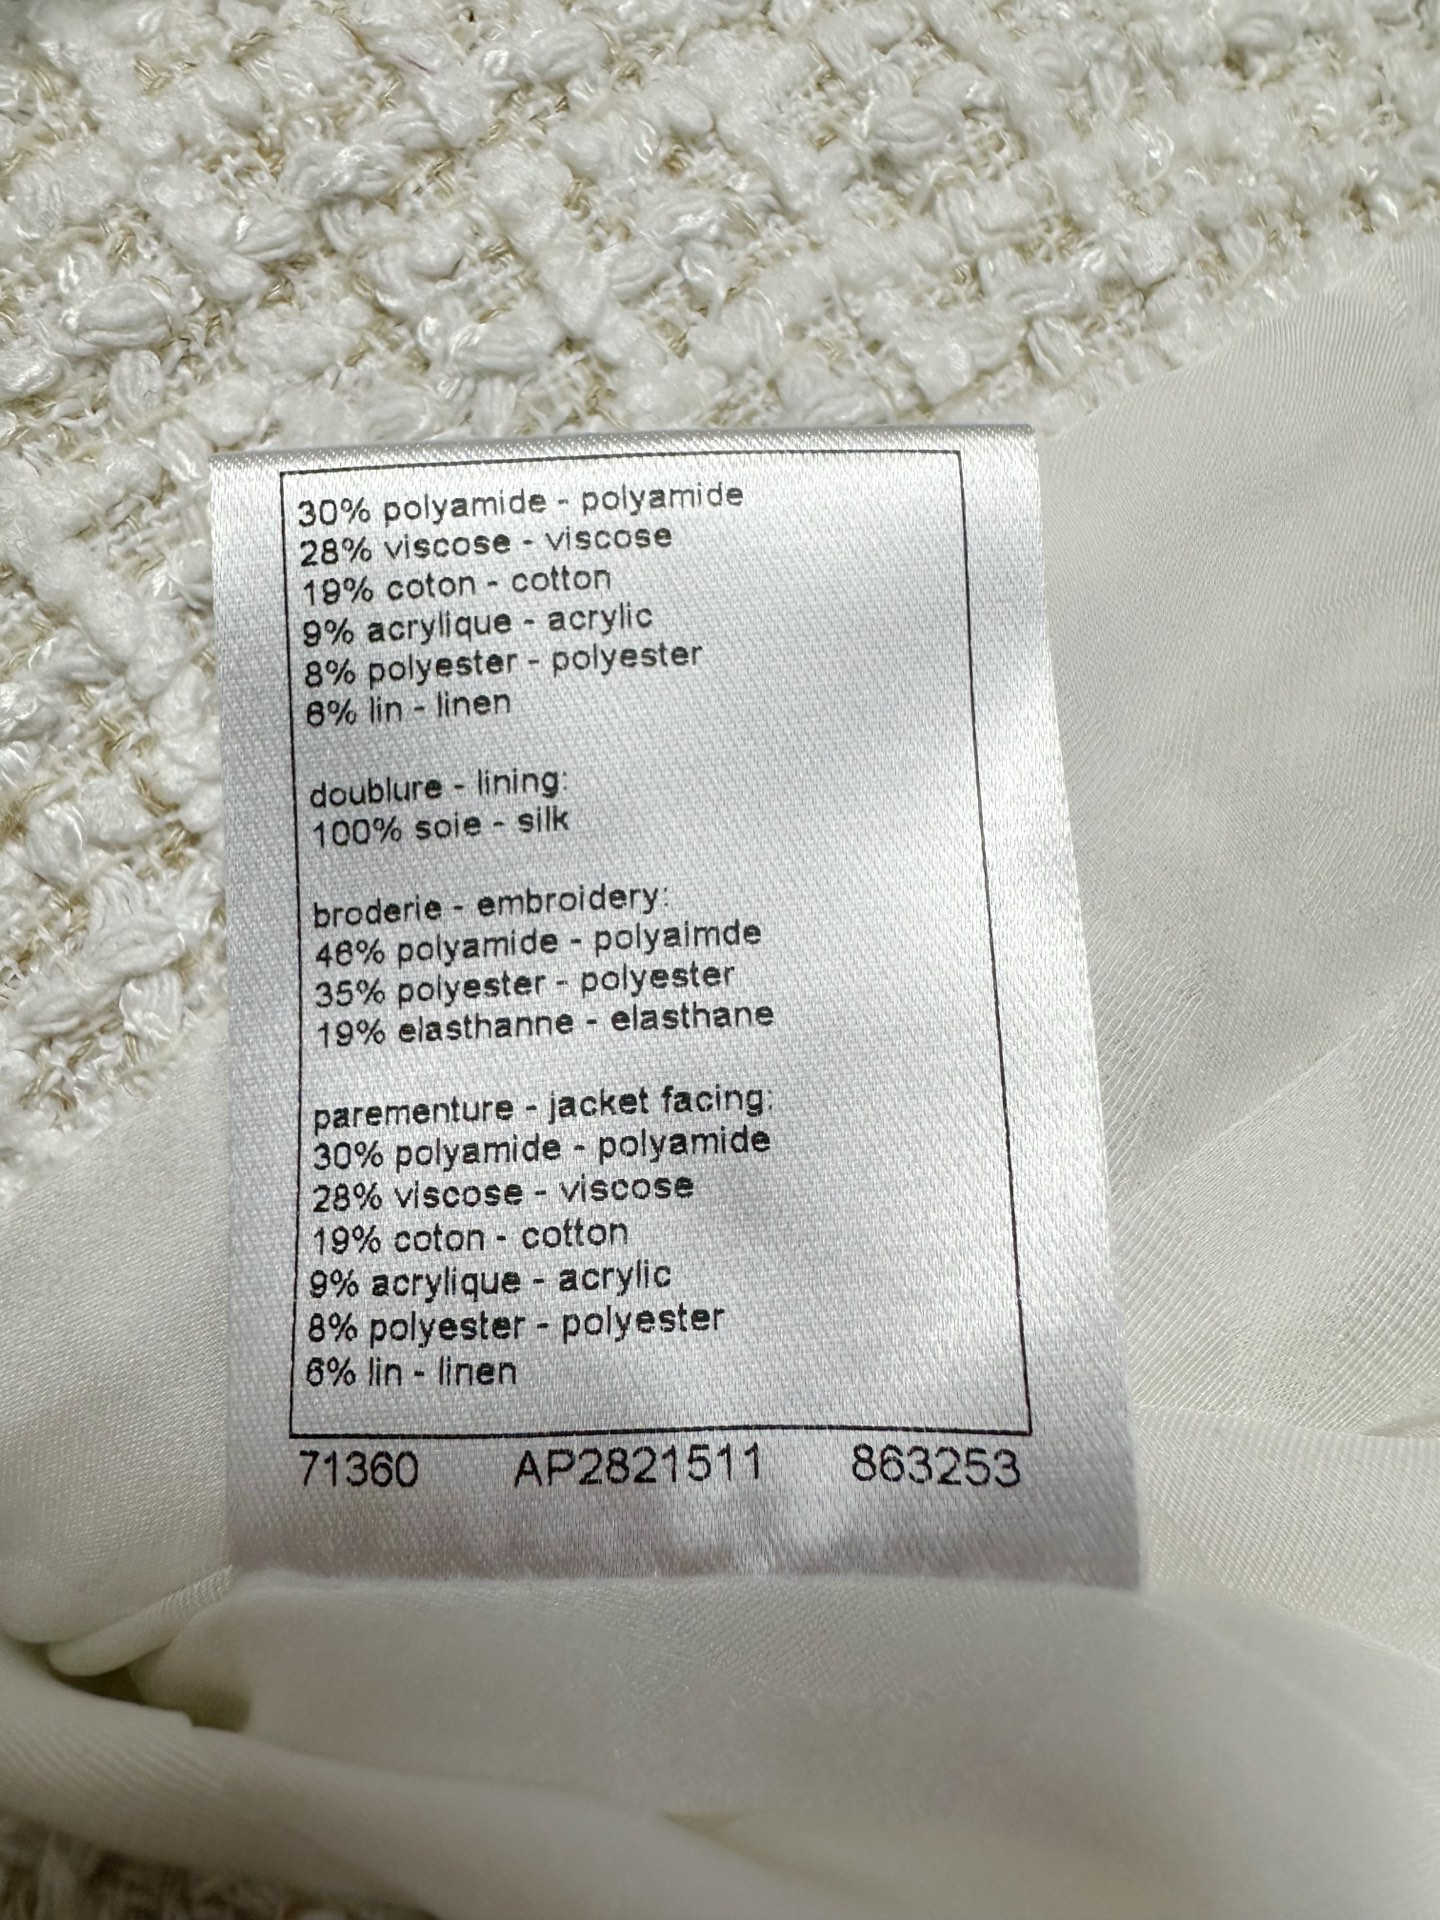 30% polyamide - polyamide
28% viscose - viscose
19% coton - cotton
9% acrylique - acrylic
8% polyester - polyester
6% lin - linen
doublure - lining:
100% soie - silk
broderie - embroidery:
46% polyamide - polyaimde
35% polyester - polyester
19% elasthanne - elasthane
parementure - jacket facing:
30% polyamide - polyamide
28% viscose - viscose
19% coton - cotton
9% acrylique - acrylic
8% polyester - polyester
6% lin - linen
71360 AP2821511 863253